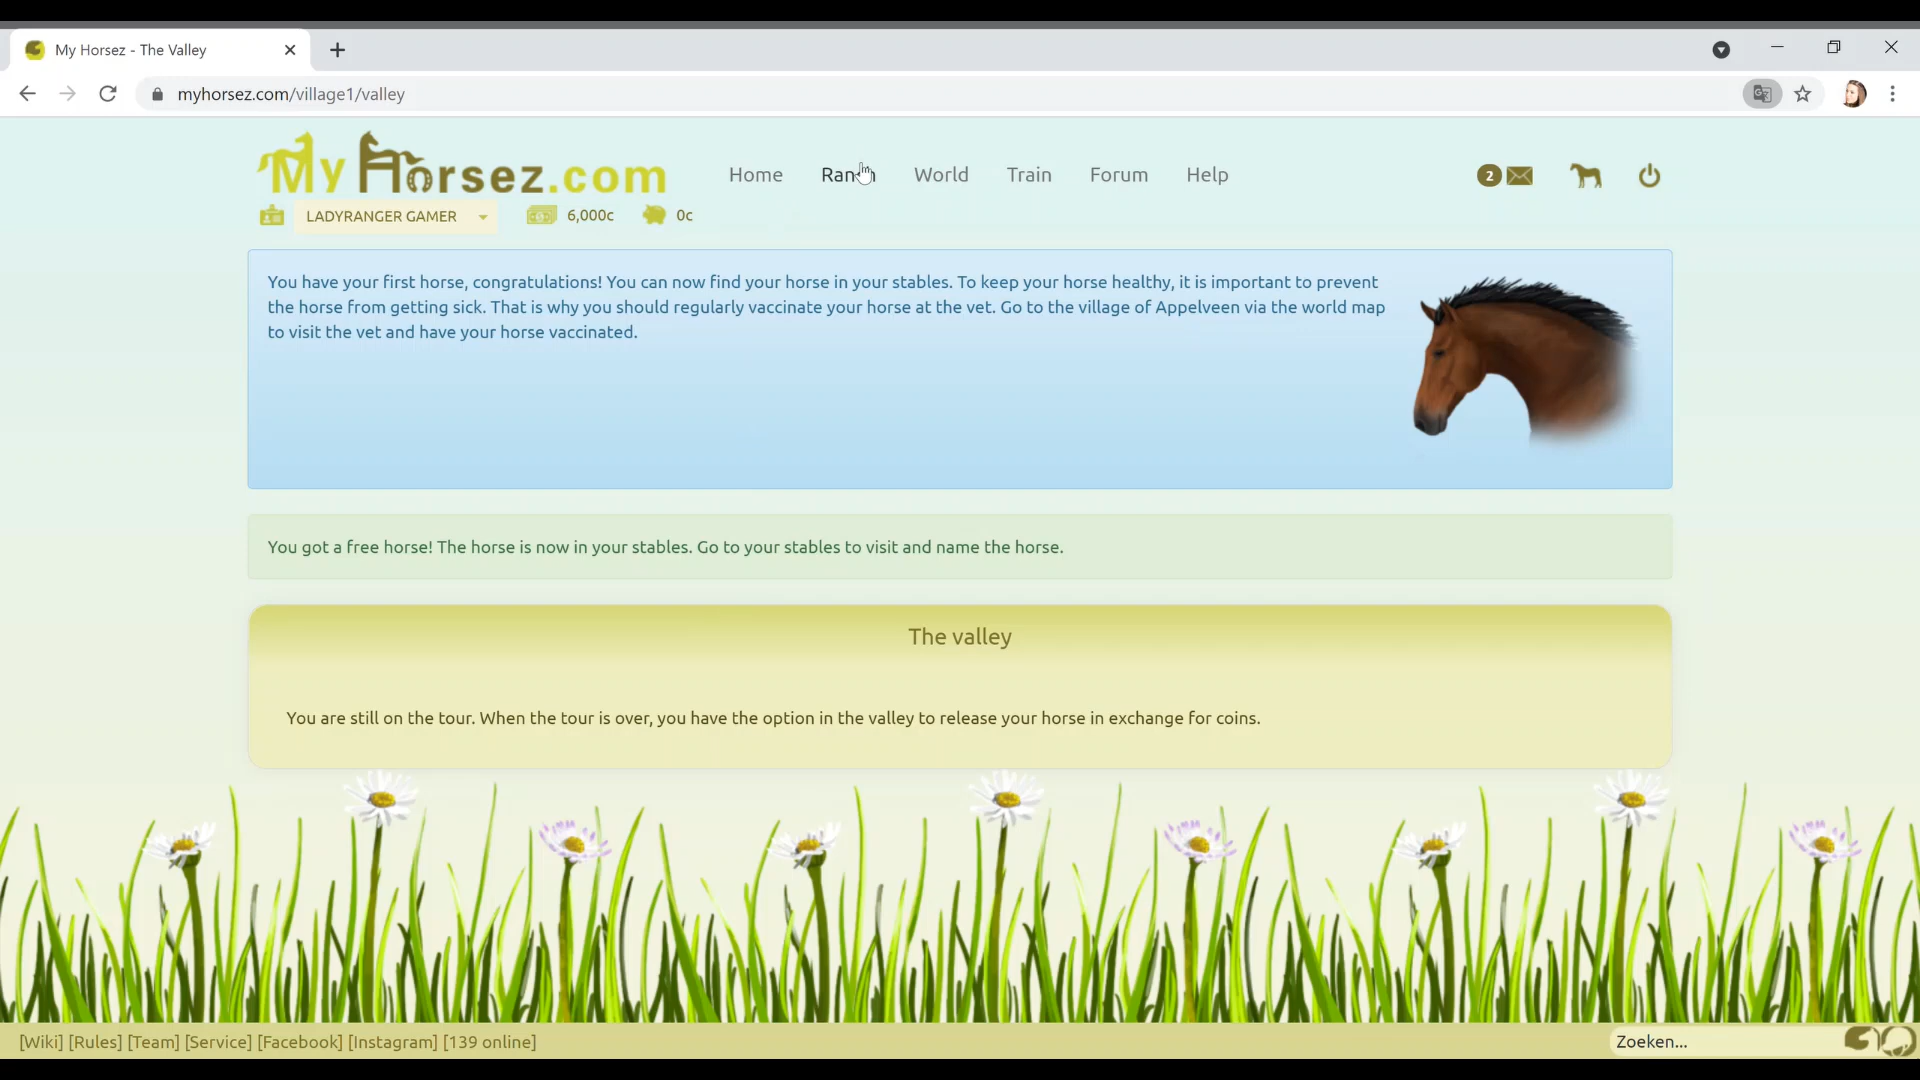 My Horsez - The Valley
myhorsez.com/village1/valley
My Horsez.com
Home Ranch World Train Forum Help
2
LADYRANGER GAMER 6,000c 0c
You have your first horse, congratulations! You can now find your horse in your stables. To keep your horse healthy, it is important to prevent
the horse from getting sick. That is why you should regularly vaccinate your horse at the vet. Go to the village of Appelveen via the world map
to visit the vet and have your horse vaccinated.
You got a free horse! The horse is now in your stables. Go to your stables to visit and name the horse.
The valley
You are still on the tour. When the tour is over, you have the option in the valley to release your horse in exchange for coins.
[Wiki] [Rules] [Team] [Service] [Facebook] [Instagram] [139 online]
Zoeken...